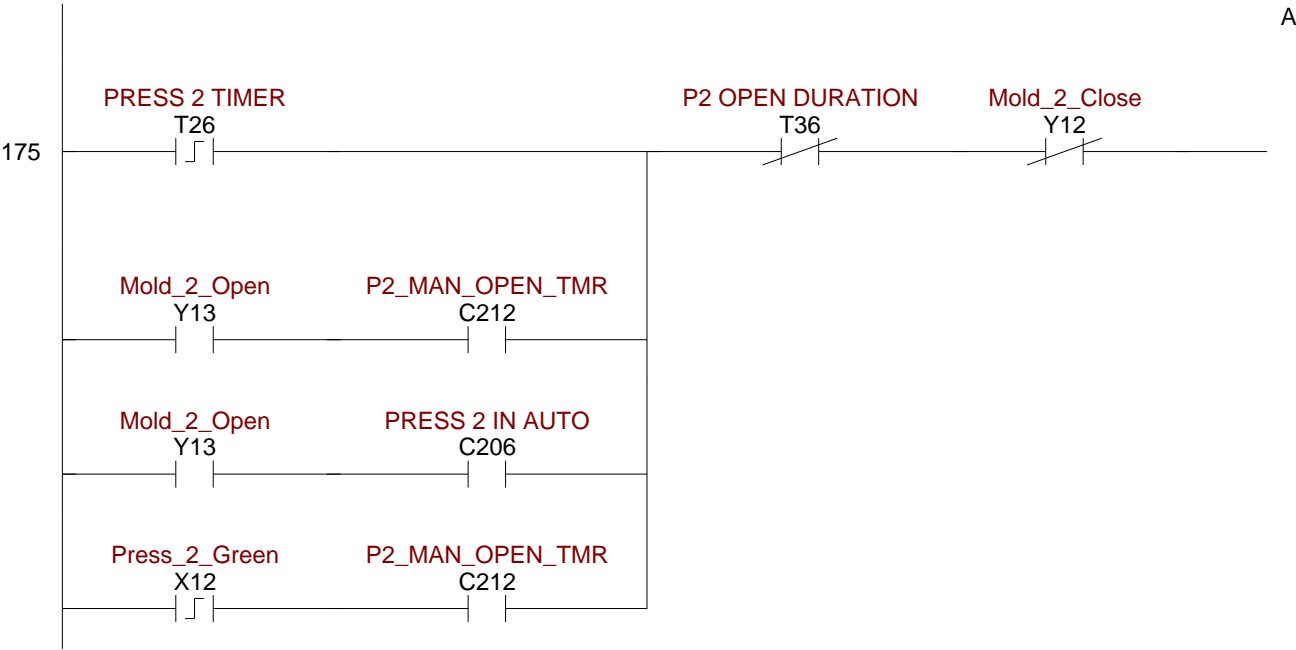 A
PRESS 2 TIMER P2 OPEN DURATION Mold_2_Close
T26 T36 Y12
175
Mold_2_Open P2_MAN_OPEN_TMR
Y13 C212
Mold_2_Open PRESS 2 IN AUTO
Y13 C206
Press_2_Green P2_MAN_OPEN_TMR
X12 C212